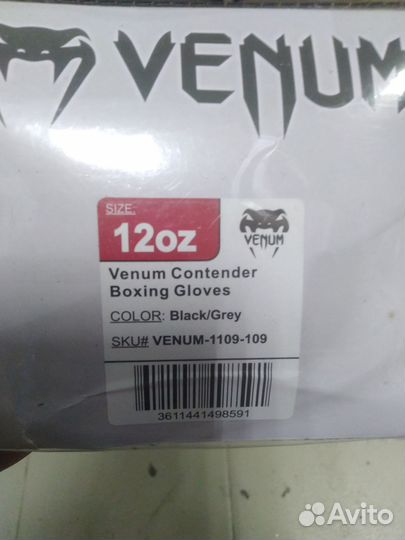 VENUM
SIZE:
12oz
VENUM
Venum Contender
Boxing Gloves
COLOR: Black/Grey
SKU# VENUM-1109-109
3611441498591
Avito